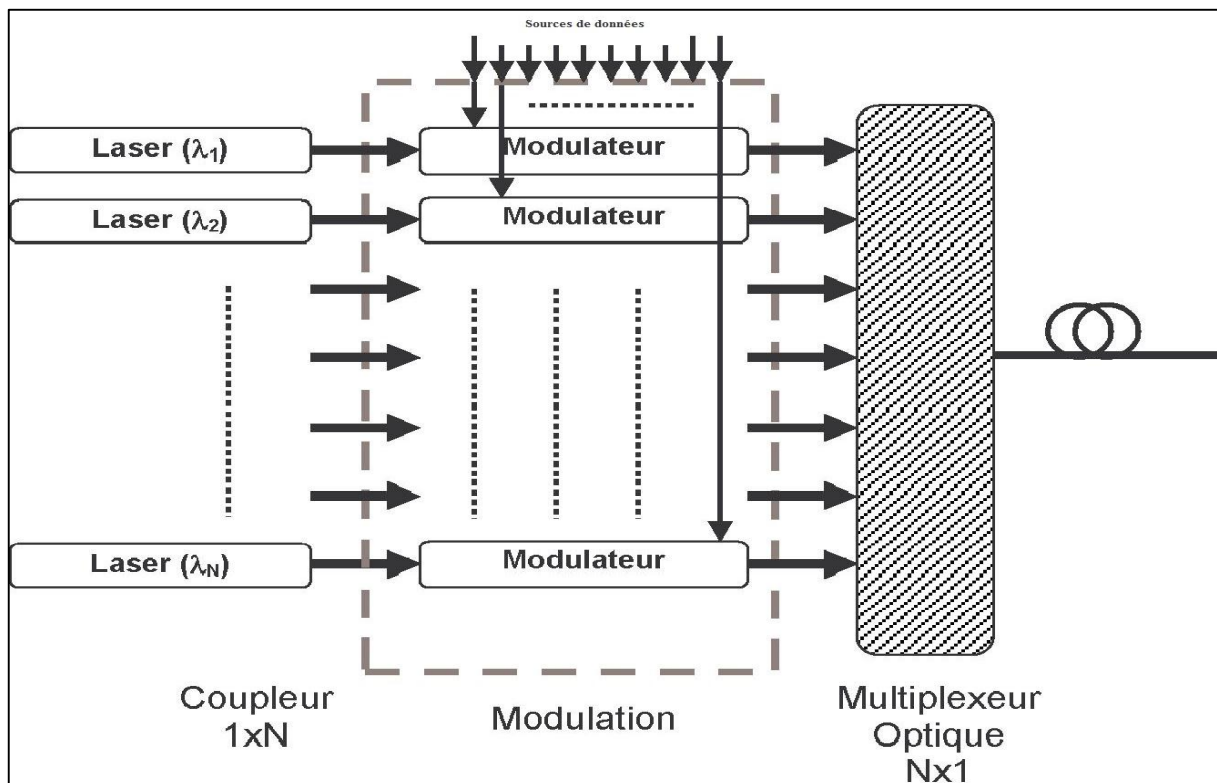 Sources de données
Laser (λ1)
Modulateur
Laser (λ2)
Modulateur
Laser (λN)
Modulateur
Coupleur
1xN
Modulation
Multiplexeur
Optique
Nx1